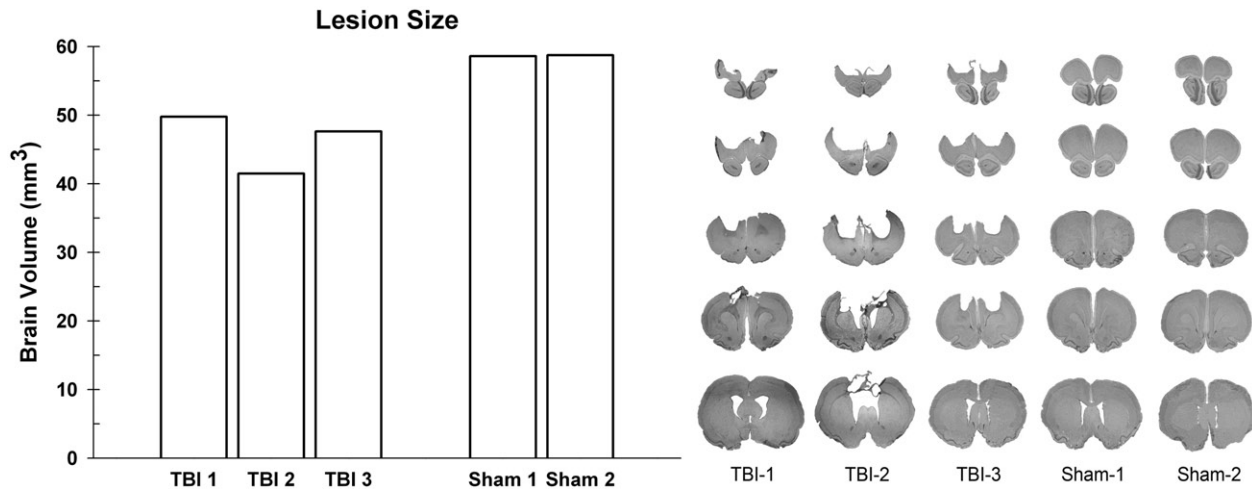 Lesion Size
Brain Volume (mm³)
60
50
40
30
20
10
0
TBI 1 TBI 2 TBI 3 Sham 1 Sham 2
TBI-1 TBI-2 TBI-3 Sham-1 Sham-2